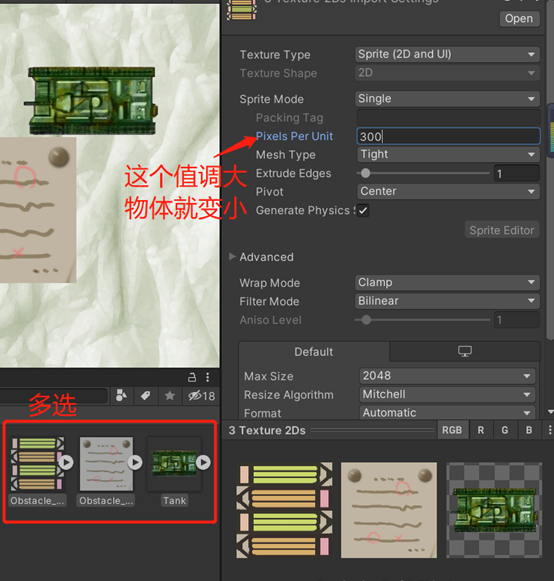 3 Texture 2Ds Import Settings
Open
Texture Type
Sprite (2D and UI)
Texture Shape
2D
Sprite Mode
Single
Packing Tag
Pixels Per Unit
300
这个值调大
物体就变小
Mesh Type
Tight
Extrude Edges
1
Pivot
Center
Generate Physics S
Sprite Editor
Advanced
Wrap Mode
Clamp
Filter Mode
Bilinear
Aniso Level
1
Default
Max Size
2048
Resize Algorithm
Mitchell
Format
Automatic
18
多选
Obstacle_...
Obstacle_...
Tank
3 Texture 2Ds
RGB
R
G
B